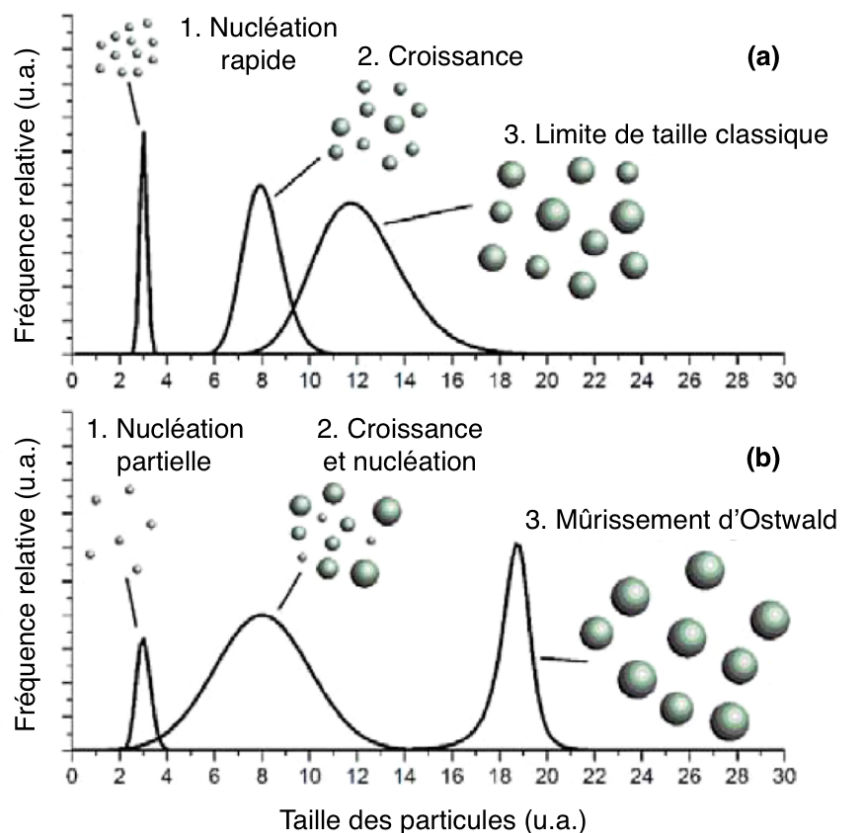 1. Nucléation
rapide
2. Croissance
(a)
3. Limite de taille classique
Fréquence relative (u.a.)
0 2 4 6 8 10 12 14 16 18 20 22 24 26 28 30
1. Nucléation
partielle
2. Croissance
et nucléation
(b)
3. Mûrissement d’Ostwald
Fréquence relative (u.a.)
0 2 4 6 8 10 12 14 16 18 20 22 24 26 28 30
Taille des particules (u.a.)